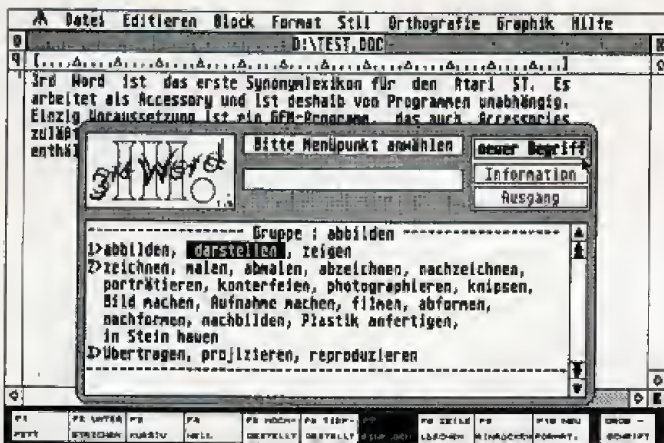 Datei Editieren Block Format Stil Orthografie Graphik Hilfe
D:\TEST.DOC
3rd Word ist das erste Synonymlexikon für den Atari ST. Es
arbeitet als Accessory und ist deshalb von Programmen unabhängig.
Einzig Voraussetzung ist ein GEM-Programm, das auch Accessories
zuläßt
enthäl
3rd Word
Bitte Menüpunkt anwählen
neuer Begriff
Information
Ausgang
Gruppe : abbilden
1>abbilden, darstellen, zeigen
2>zeichnen, malen, abmalen, abzeichnen, nachzeichnen,
porträtieren, konterfeien, photographieren, knipsen,
Bild machen, Aufnahme machen, filmen, abformen,
nachformen, nachbilden, Plastik anfertigen,
in Stein hauen
3>übertragen, projizieren, reproduzieren